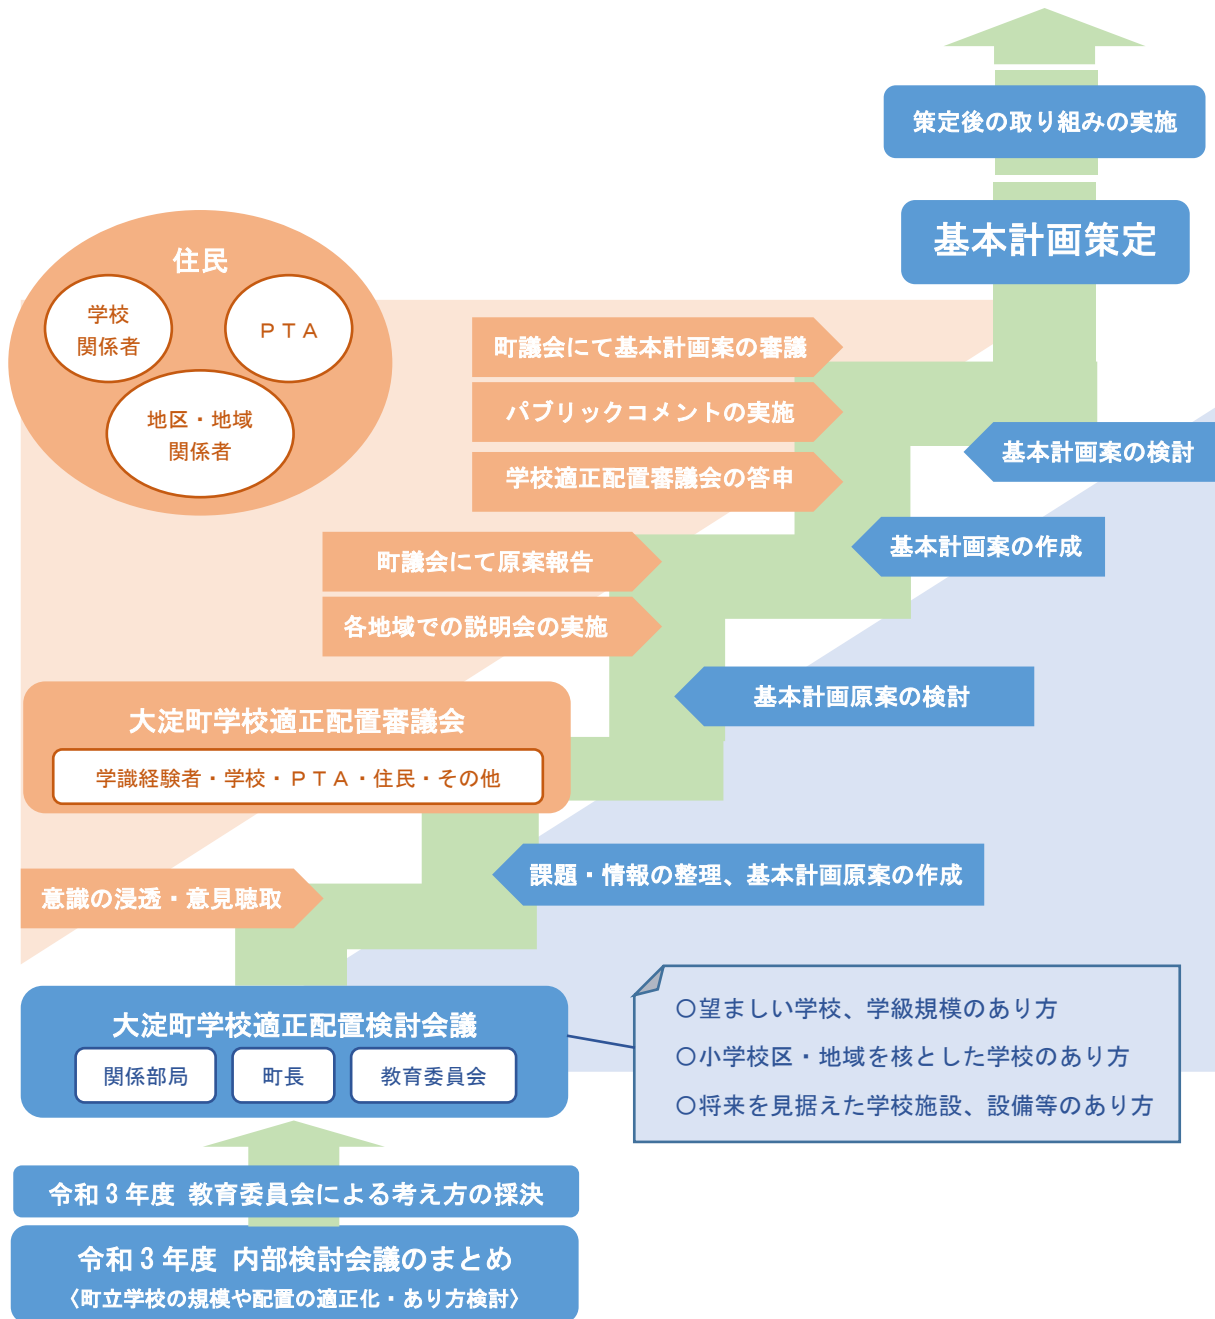 策定後の取り組みの実施
基本計画策定
住民
学校
関係者
ＰＴＡ
地区・地域
関係者
町議会にて基本計画案の審議
パブリックコメントの実施
学校適正配置審議会の答申
基本計画案の検討
基本計画案の作成
町議会にて原案報告
各地域での説明会の実施
基本計画原案の検討
大淀町学校適正配置審議会
学識経験者・学校・ＰＴＡ・住民・その他
課題・情報の整理、基本計画原案の作成
意識の浸透・意見聴取
大淀町学校適正配置検討会議
関係部局
町長
教育委員会
〇望ましい学校、学級規模のあり方
〇小学校区・地域を核とした学校のあり方
〇将来を見据えた学校施設、設備等のあり方
令和３年度 教育委員会による考え方の採決
令和３年度 内部検討会議のまとめ
〈町立学校の規模や配置の適正化・あり方検討〉